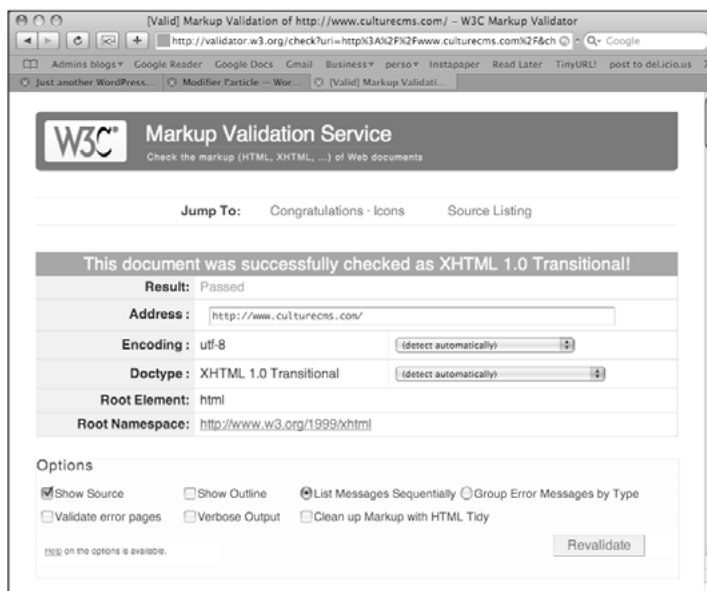 [Valid] Markup Validation of http://www.culturecms.com/ – W3C Markup Validator
http://validator.w3.org/check?uri=http%3A%2F%2Fwww.culturecms.com%2F&ch
Google
Admins blogs Google Reader Google Docs Gmail Business perso Instapaper Read Later TinyURL! post to del.icio.us
Just another WordPress... Modifier l'article — Wor... [Valid] Markup Validati...
W3C® Markup Validation Service
Check the markup (HTML, XHTML, ...) of Web documents
Jump To: Congratulations · Icons Source Listing
This document was successfully checked as XHTML 1.0 Transitional!
Result: Passed
Address : http://www.culturecms.com/
Encoding : utf-8 (detect automatically)
Doctype : XHTML 1.0 Transitional (detect automatically)
Root Element: html
Root Namespace: http://www.w3.org/1999/xhtml
Options
Show Source Show Outline List Messages Sequentially Group Error Messages by Type
Validate error pages Verbose Output Clean up Markup with HTML Tidy
Help on the options is available.
Revalidate